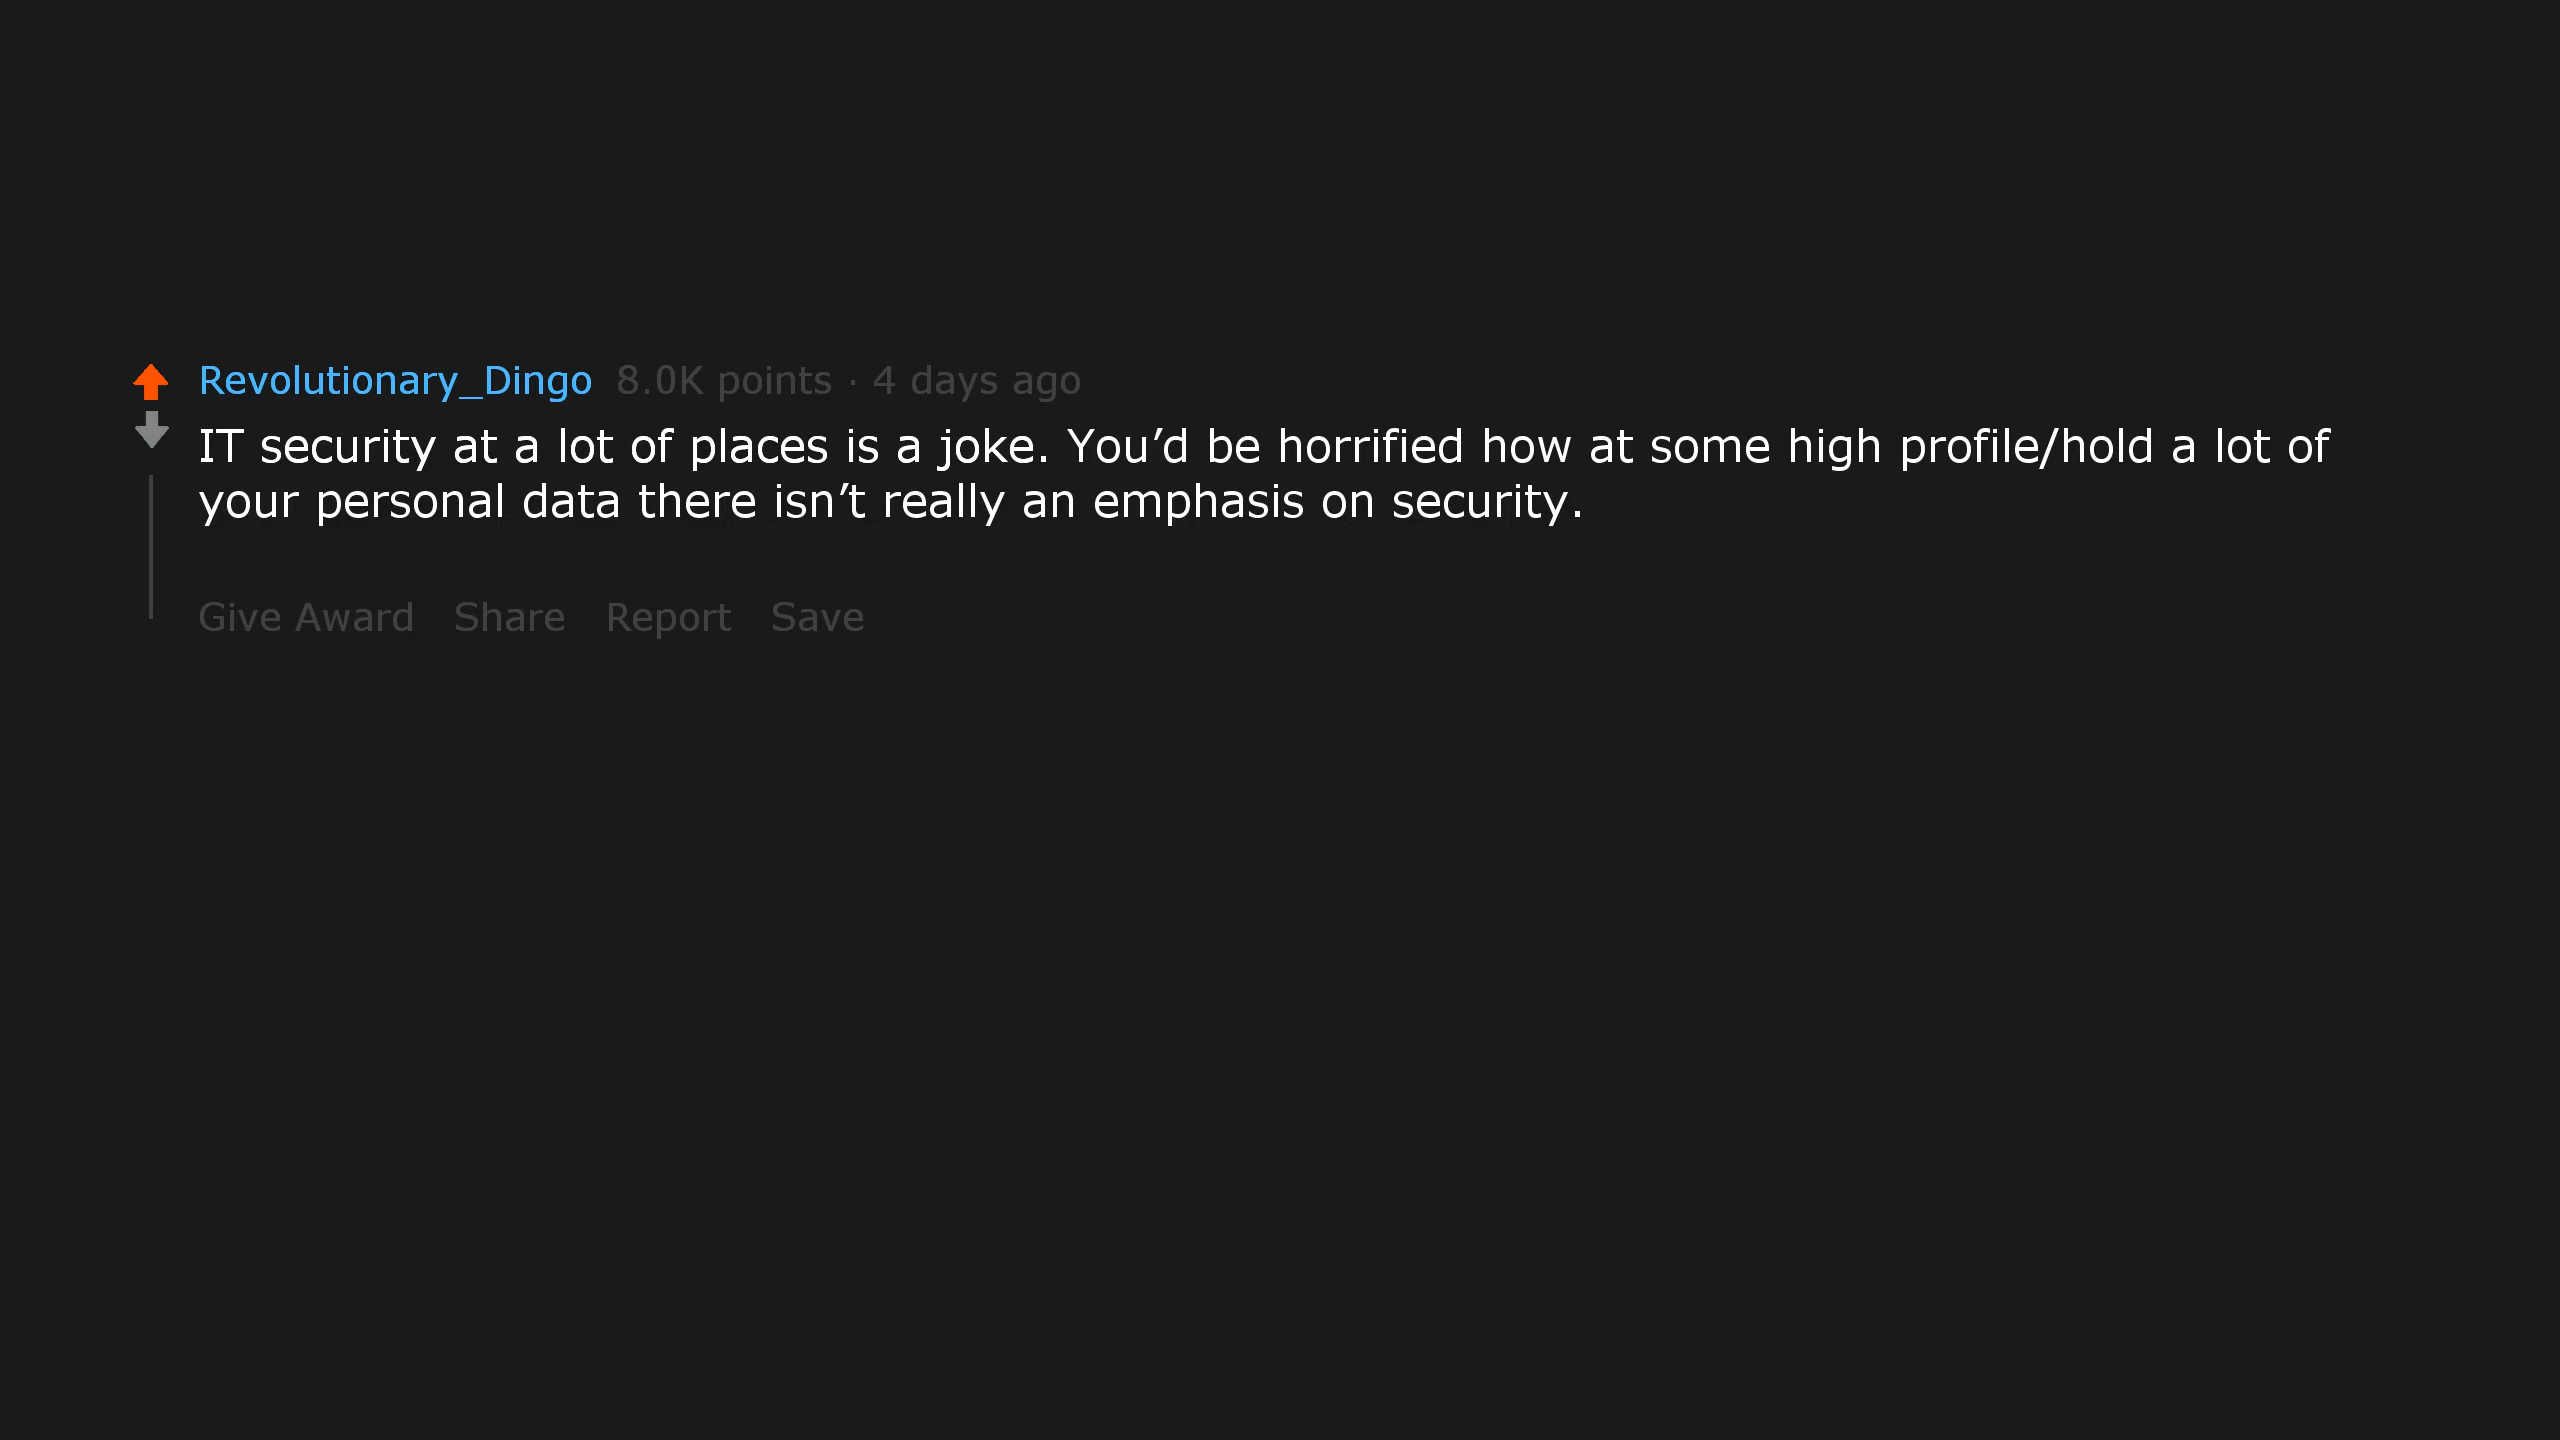 Revolutionary_Dingo 8.0K points · 4 days ago
IT security at a lot of places is a joke. You’d be horrified how at some high profile/hold a lot of
your personal data there isn’t really an emphasis on security.
Give Award Share Report Save